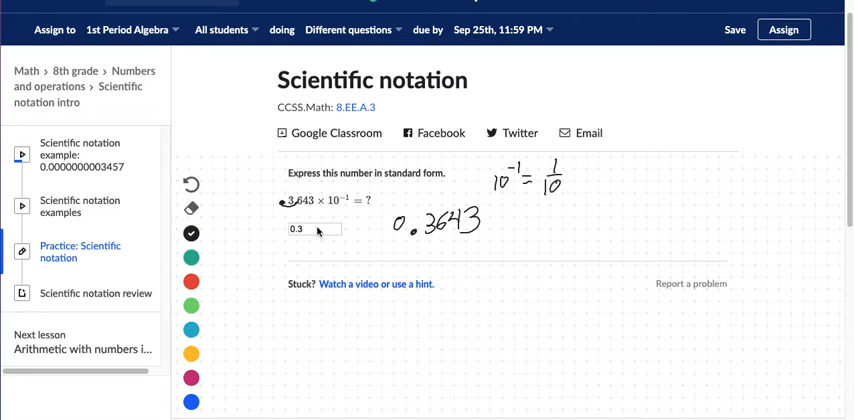 Assign to 1st Period Algebra All students doing Different questions due by Sep 25th, 11:59 PM Save Assign
Math > 8th grade > Numbers
and operations > Scientific
notation intro
Scientific notation
example:
0.0000000003457
Scientific notation
examples
Practice: Scientific
notation
Scientific notation review
Next lesson
Arithmetic with numbers i...
Scientific notation
CCSS.Math: 8.EE.A.3
Google Classroom Facebook Twitter Email
Express this number in standard form.
10⁻¹ = 1/10
3.643 × 10⁻¹ = ?
0.3
0.3643
Stuck? Watch a video or use a hint. Report a problem